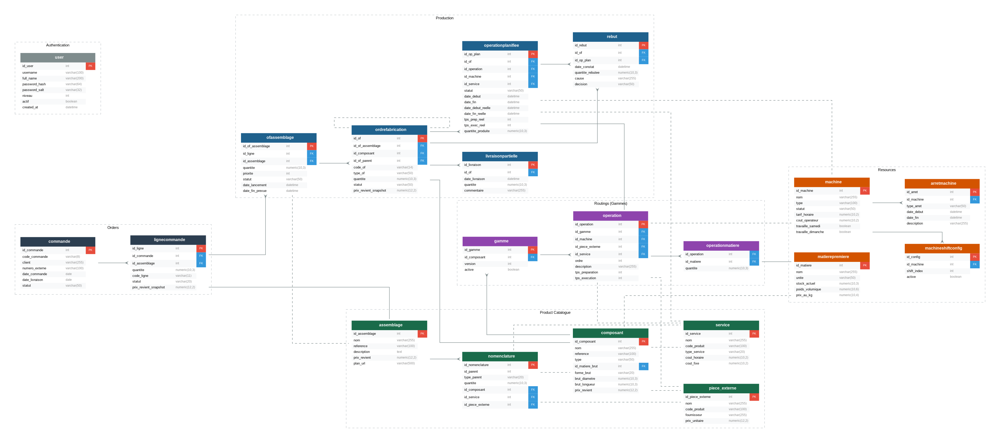 Authentication
user
id_user int PK
username varchar(100)
full_name varchar(200)
password_hash varchar(64)
password_salt varchar(32)
niveau int
actif boolean
created_at datetime
Production
ofassemblage
id_of_assemblage int PK
id_ligne int FK
id_assemblage int FK
quantite numeric(10,3)
priorite int
statut varchar(50)
date_lancement datetime
date_fin_prevue datetime
ordrefabrication
id_of int PK
id_of_assemblage int FK
id_composant int FK
id_of_parent int FK
code_of varchar(14)
type_of varchar(50)
quantite numeric(10,3)
statut varchar(50)
prix_revient_snapshot numeric(12,2)
operationplanifiee
id_op_plan int PK
id_of int FK
id_operation int FK
id_machine int FK
id_service int FK
statut varchar(50)
date_debut datetime
date_fin datetime
date_debut_reelle datetime
date_fin_reelle datetime
tps_prep_reel int
tps_exec_reel int
quantite_produite numeric(10,3)
rebut
id_rebut int PK
id_of int FK
id_op_plan int FK
date_constat datetime
quantite_rebutee numeric(10,3)
cause varchar(255)
decision varchar(50)
livraisonpartielle
id_livraison int PK
id_of int FK
date_livraison datetime
quantite numeric(10,3)
commentaire varchar(255)
Orders
commande
id_commande int PK
code_commande varchar(8)
client varchar(255)
numero_externe varchar(100)
date_commande date
date_livraison date
statut varchar(50)
lignecommande
id_ligne int PK
id_commande int FK
id_assemblage int FK
quantite numeric(10,3)
code_ligne varchar(11)
statut varchar(20)
prix_revient_snapshot numeric(12,2)
Routings (Gammes)
gamme
id_gamme int PK
id_composant int FK
version int
active boolean
operation
id_operation int PK
id_gamme int FK
id_machine int FK
id_piece_externe int FK
id_service int FK
ordre int
description varchar(255)
tps_preparation int
tps_execution int
operationmatiere
id_operation int FK
id_matiere int FK
quantite numeric(10,3)
Resources
machine
id_machine int PK
nom varchar(255)
type varchar(100)
statut varchar(50)
tarif_horaire numeric(10,2)
cout_operateur numeric(10,2)
travaille_samedi boolean
travaille_dimanche boolean
arretmachine
id_arret int PK
id_machine int FK
type_arret varchar(50)
date_debut datetime
date_fin datetime
description varchar(255)
matierepremiere
id_matiere int PK
nom varchar(255)
unite varchar(50)
stock_actuel numeric(10,3)
poids_volumique numeric(10,6)
prix_au_kg numeric(10,4)
machineshiftconfig
id_config int PK
id_machine int FK
shift_index int
active boolean
Product Catalogue
assemblage
id_assemblage int PK
nom varchar(255)
reference varchar(100)
description text
prix_revient numeric(12,2)
plan_url varchar(500)
nomenclature
id_nomenclature int PK
id_parent int
type_parent varchar(20)
quantite numeric(10,3)
id_composant int FK
id_service int FK
id_piece_externe int FK
composant
id_composant int PK
nom varchar(255)
reference varchar(100)
type varchar(50)
id_matiere_brut int FK
forme_brut varchar(20)
brut_diametre numeric(10,3)
brut_longueur numeric(10,3)
prix_revient numeric(12,2)
service
id_service int PK
nom varchar(255)
code_produit varchar(100)
type_service varchar(20)
cout_horaire numeric(10,2)
cout_fixe numeric(10,2)
piece_externe
id_piece_externe int PK
nom varchar(255)
code_produit varchar(100)
fournisseur varchar(255)
prix_unitaire numeric(12,2)